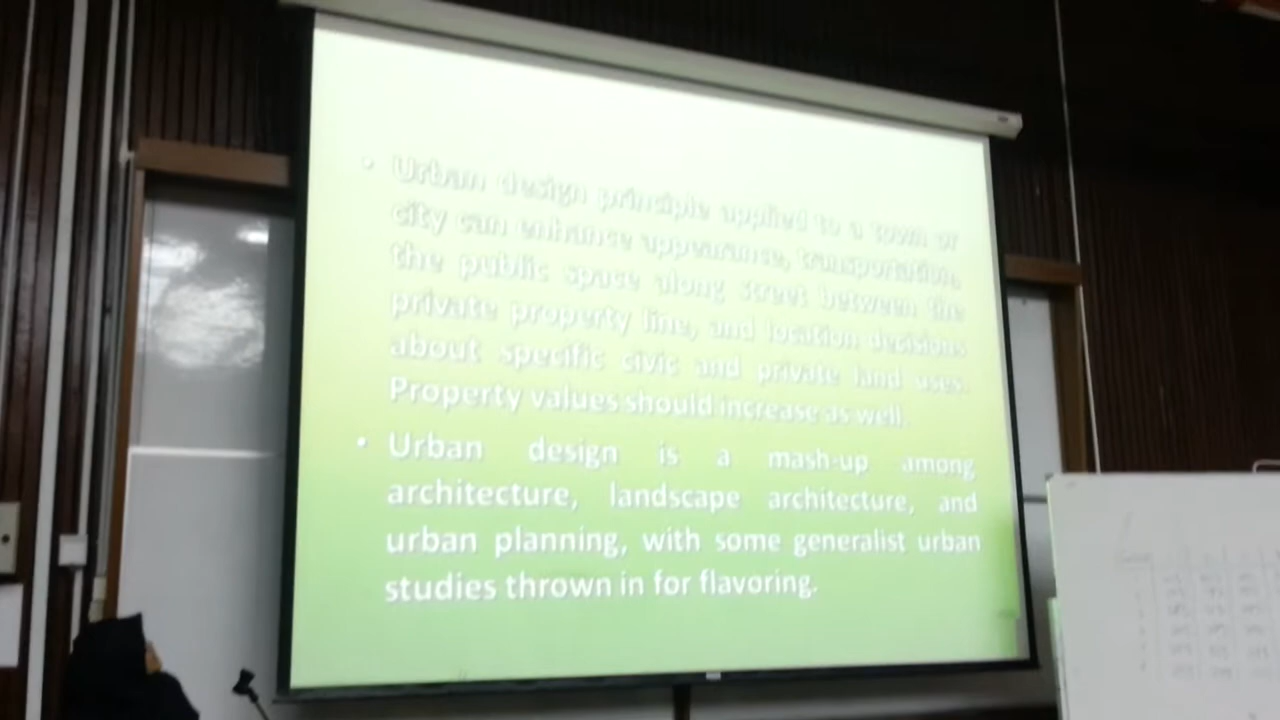 • Urban design principle applied to a town or
city can enhance appearance, transportation,
the public space along street between the
private property line, and location decisions
about specific civic and private land uses.
Property values should increase as well.
• Urban design is a mash-up among
architecture, landscape architecture, and
urban planning, with some generalist urban
studies thrown in for flavoring.